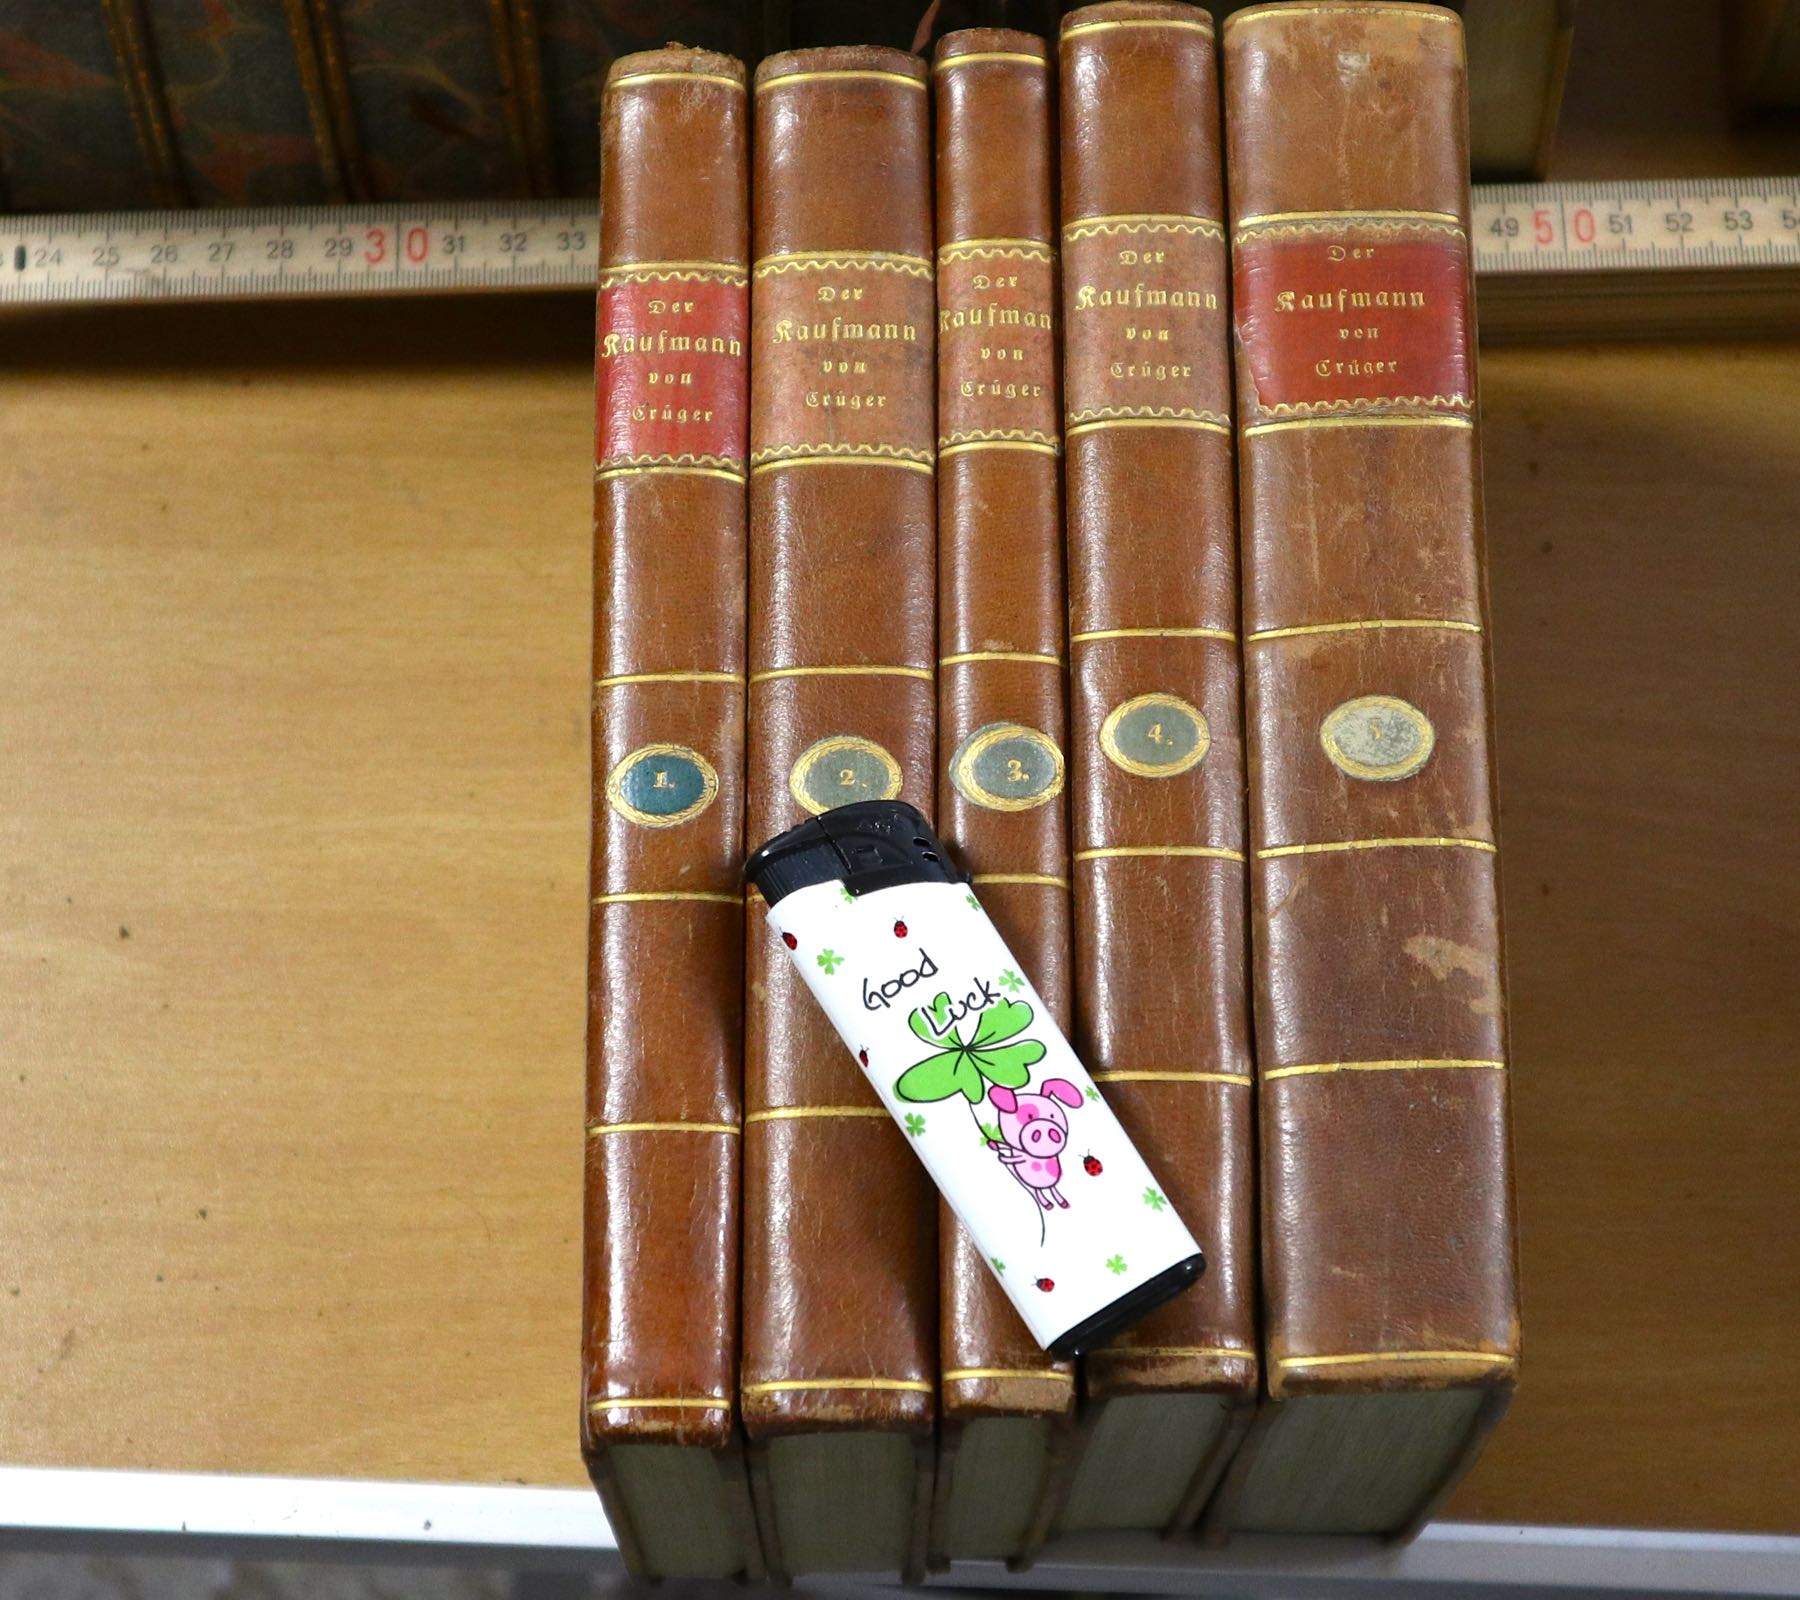 24 25 26 27 28 29 30 31 32 33
49 50 51 52 53
Der
Kaufmann
von
Crüger
1.
Der
Kaufmann
von
Crüger
2.
Der
Kaufman
von
Crüger
3.
Der
Kaufmann
von
Crüger
4.
Der
Kaufmann
von
Crüger
5.
Good
Luck